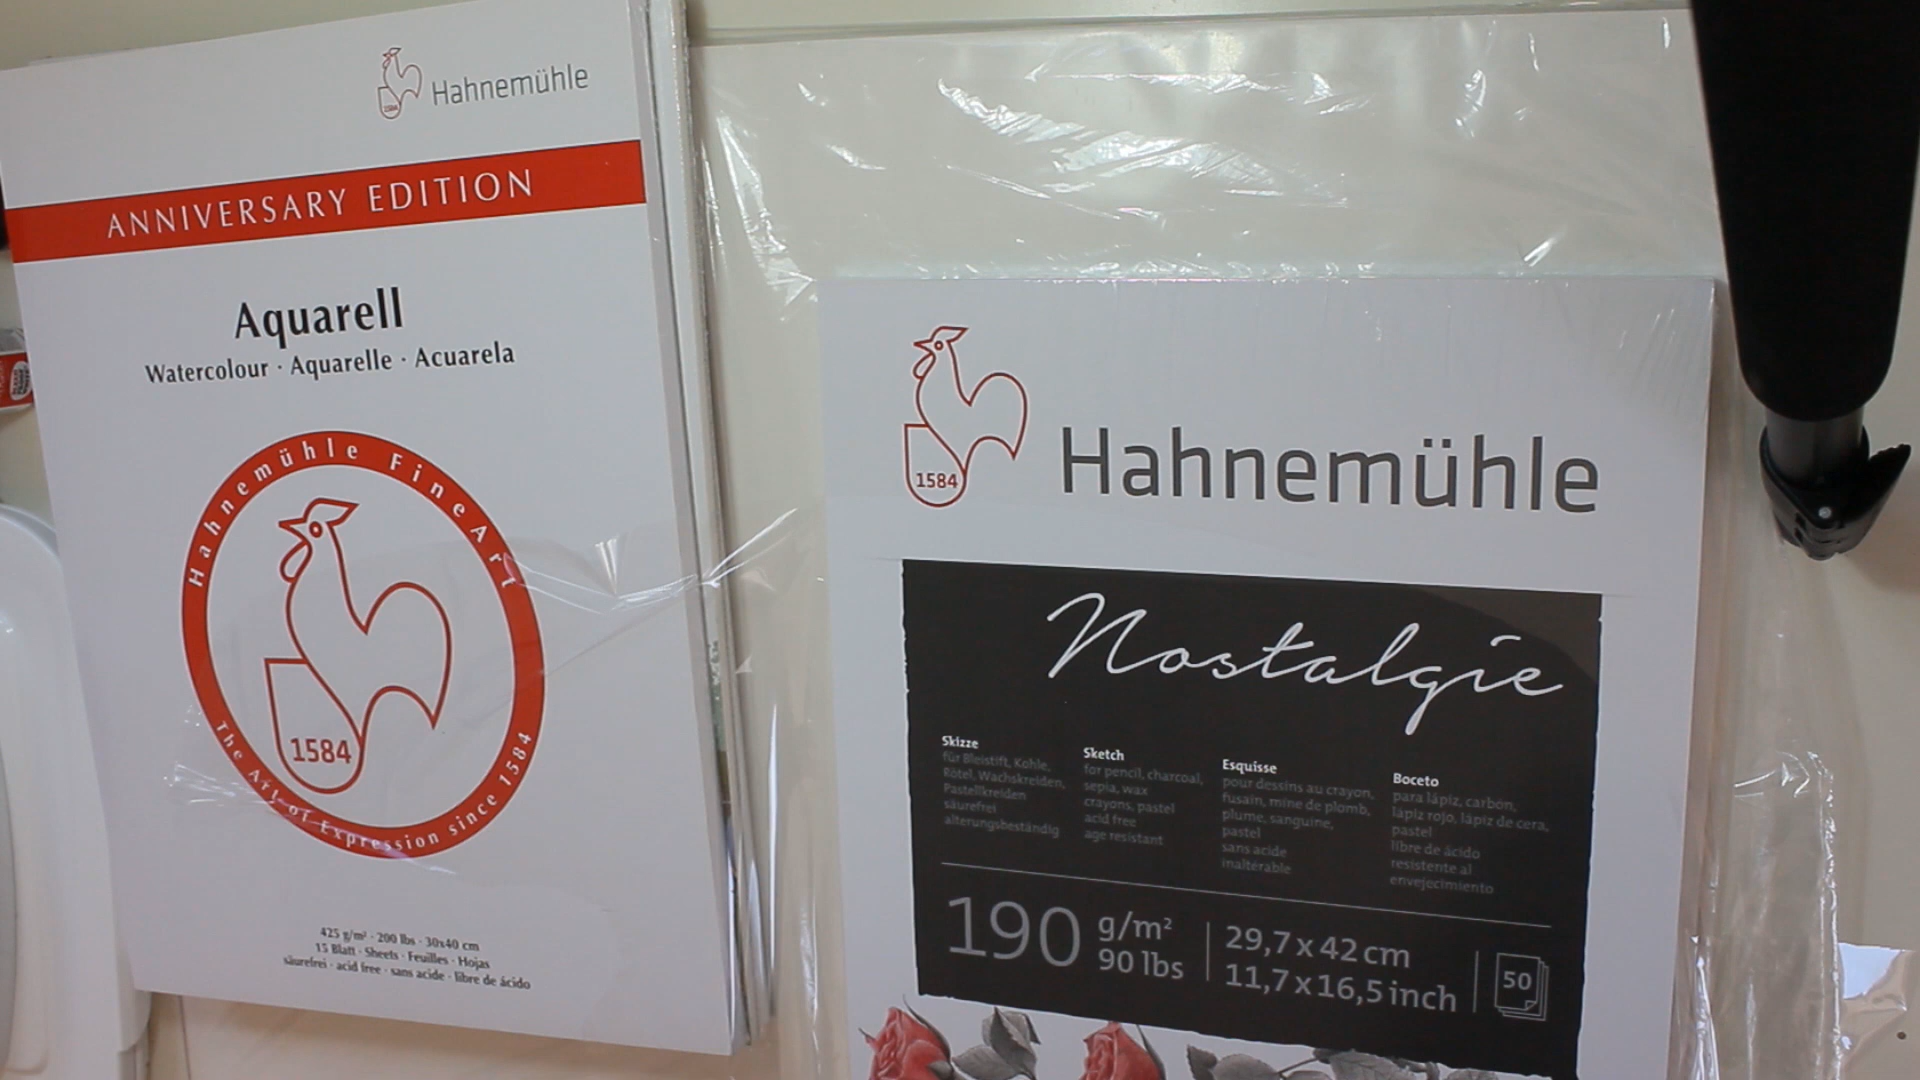 1584
Hahnemühle
ANNIVERSARY EDITION
Aquarell
Watercolour · Aquarelle · Acuarela
Hahnemühle FineArt
1584
The Art of Expression since 1584
425 g/m² · 200 lbs · 30x40 cm
15 Blatt · Sheets · Feuilles · Hojas
säurefrei · acid free · sans acide · libre de ácido
1584
Hahnemühle
Nostalgie
Skizze
für Bleistift, Kohle,
Rötel, Wachskreiden,
Pastellkreiden
säurefrei
alterungsbeständig
Sketch
for pencil, charcoal,
sepia, wax
crayons, pastel
acid free
age resistant
Esquisse
pour dessins au crayon,
fusain, mine de plomb,
plume, sanguine,
pastel
sans acide
inaltérable
Boceto
para lápiz, carbón,
lápiz rojo, lápiz de cera,
pastel
libre de ácido
resistente al
envejecimiento
190 g/m²
90 lbs
29,7 x 42 cm
11,7 x 16,5 inch
50